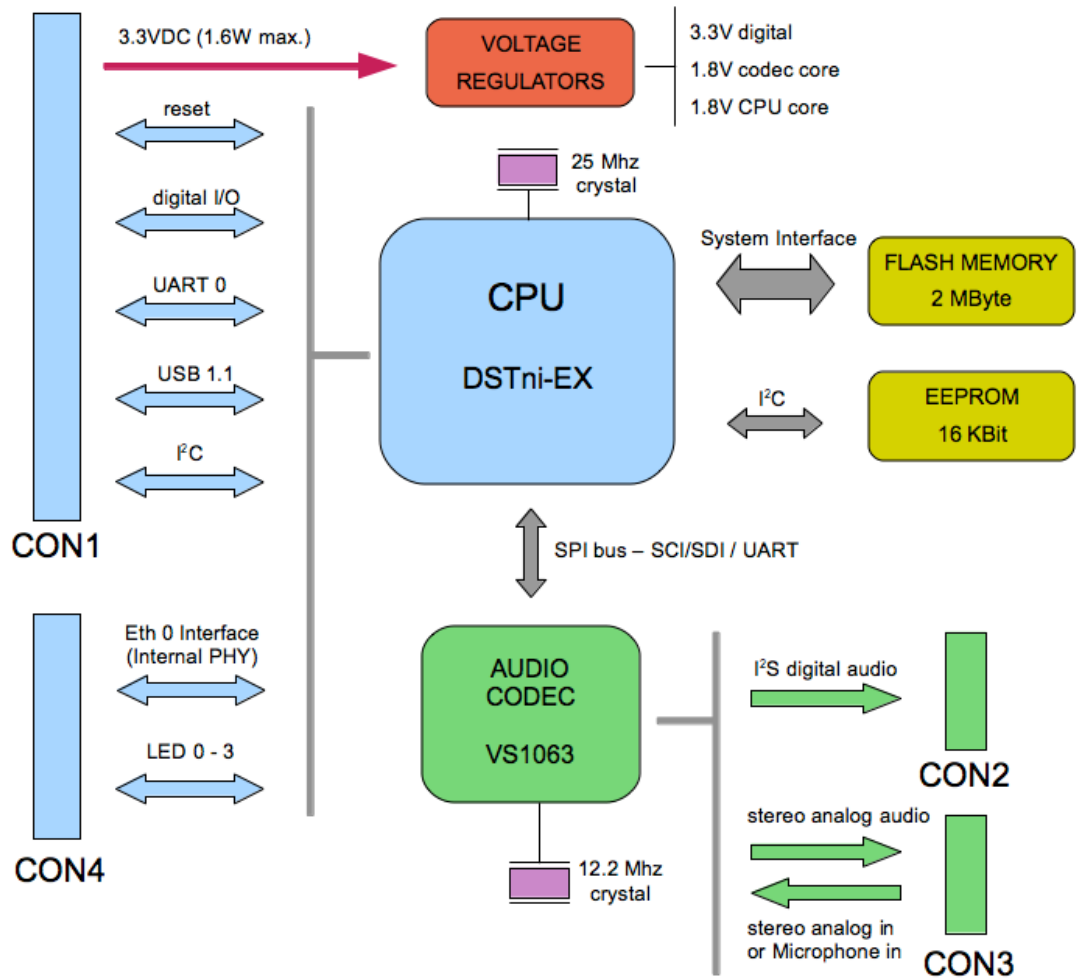 3.3VDC (1.6W max.)
VOLTAGE
REGULATORS
3.3V digital
1.8V codec core
1.8V CPU core
reset
digital I/O
UART 0
USB 1.1
I²C
CON1
25 Mhz
crystal
CPU
DSTni-EX
System Interface
FLASH MEMORY
2 MByte
I²C
EEPROM
16 KBit
SPI bus – SCI/SDI / UART
Eth 0 Interface
(Internal PHY)
LED 0 - 3
CON4
AUDIO
CODEC
VS1063
12.2 Mhz
crystal
I²S digital audio
CON2
stereo analog audio
stereo analog in
or Microphone in
CON3